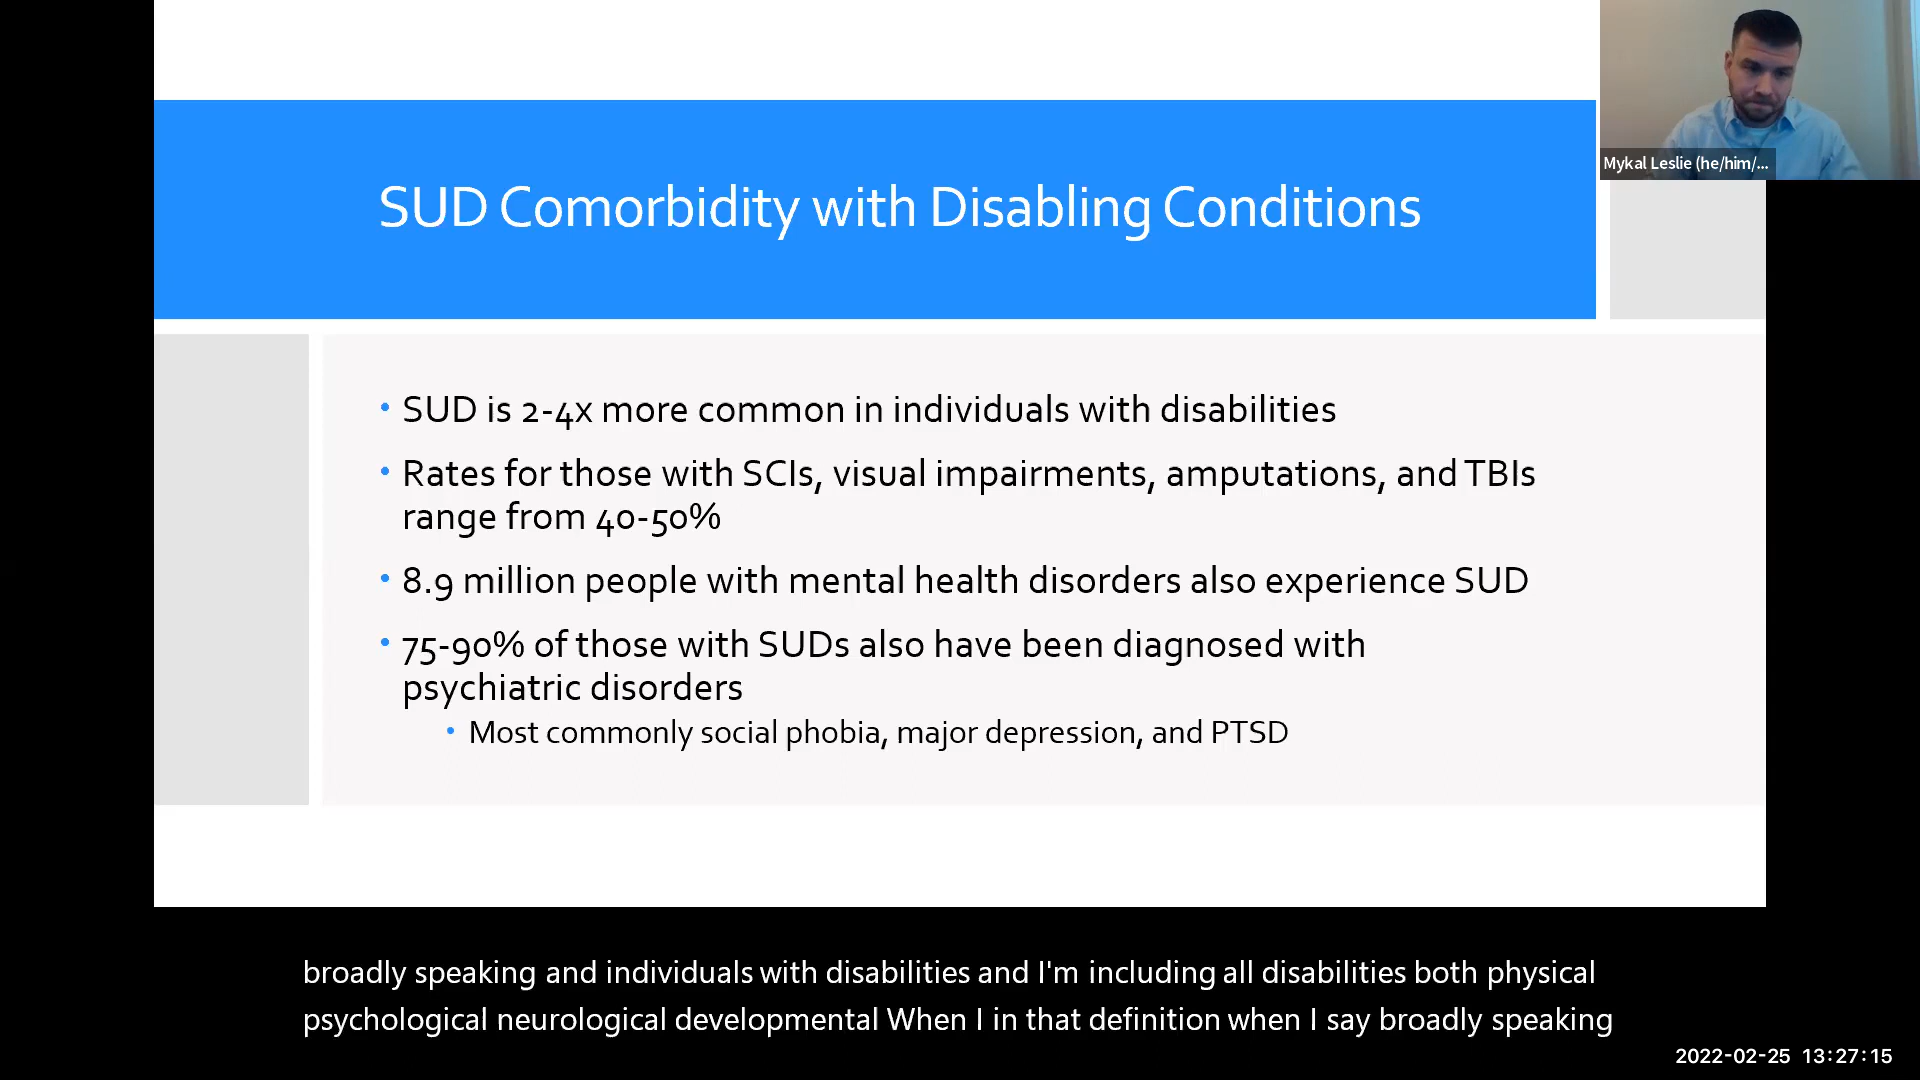 Mykal Leslie (he/him/...
SUD Comorbidity with Disabling Conditions
• SUD is 2-4x more common in individuals with disabilities
• Rates for those with SCIs, visual impairments, amputations, and TBIs
range from 40-50%
• 8.9 million people with mental health disorders also experience SUD
• 75-90% of those with SUDs also have been diagnosed with
psychiatric disorders
• Most commonly social phobia, major depression, and PTSD
broadly speaking and individuals with disabilities and I'm including all disabilities both physical
psychological neurological developmental When I in that definition when I say broadly speaking
2022-02-25 13:27:15